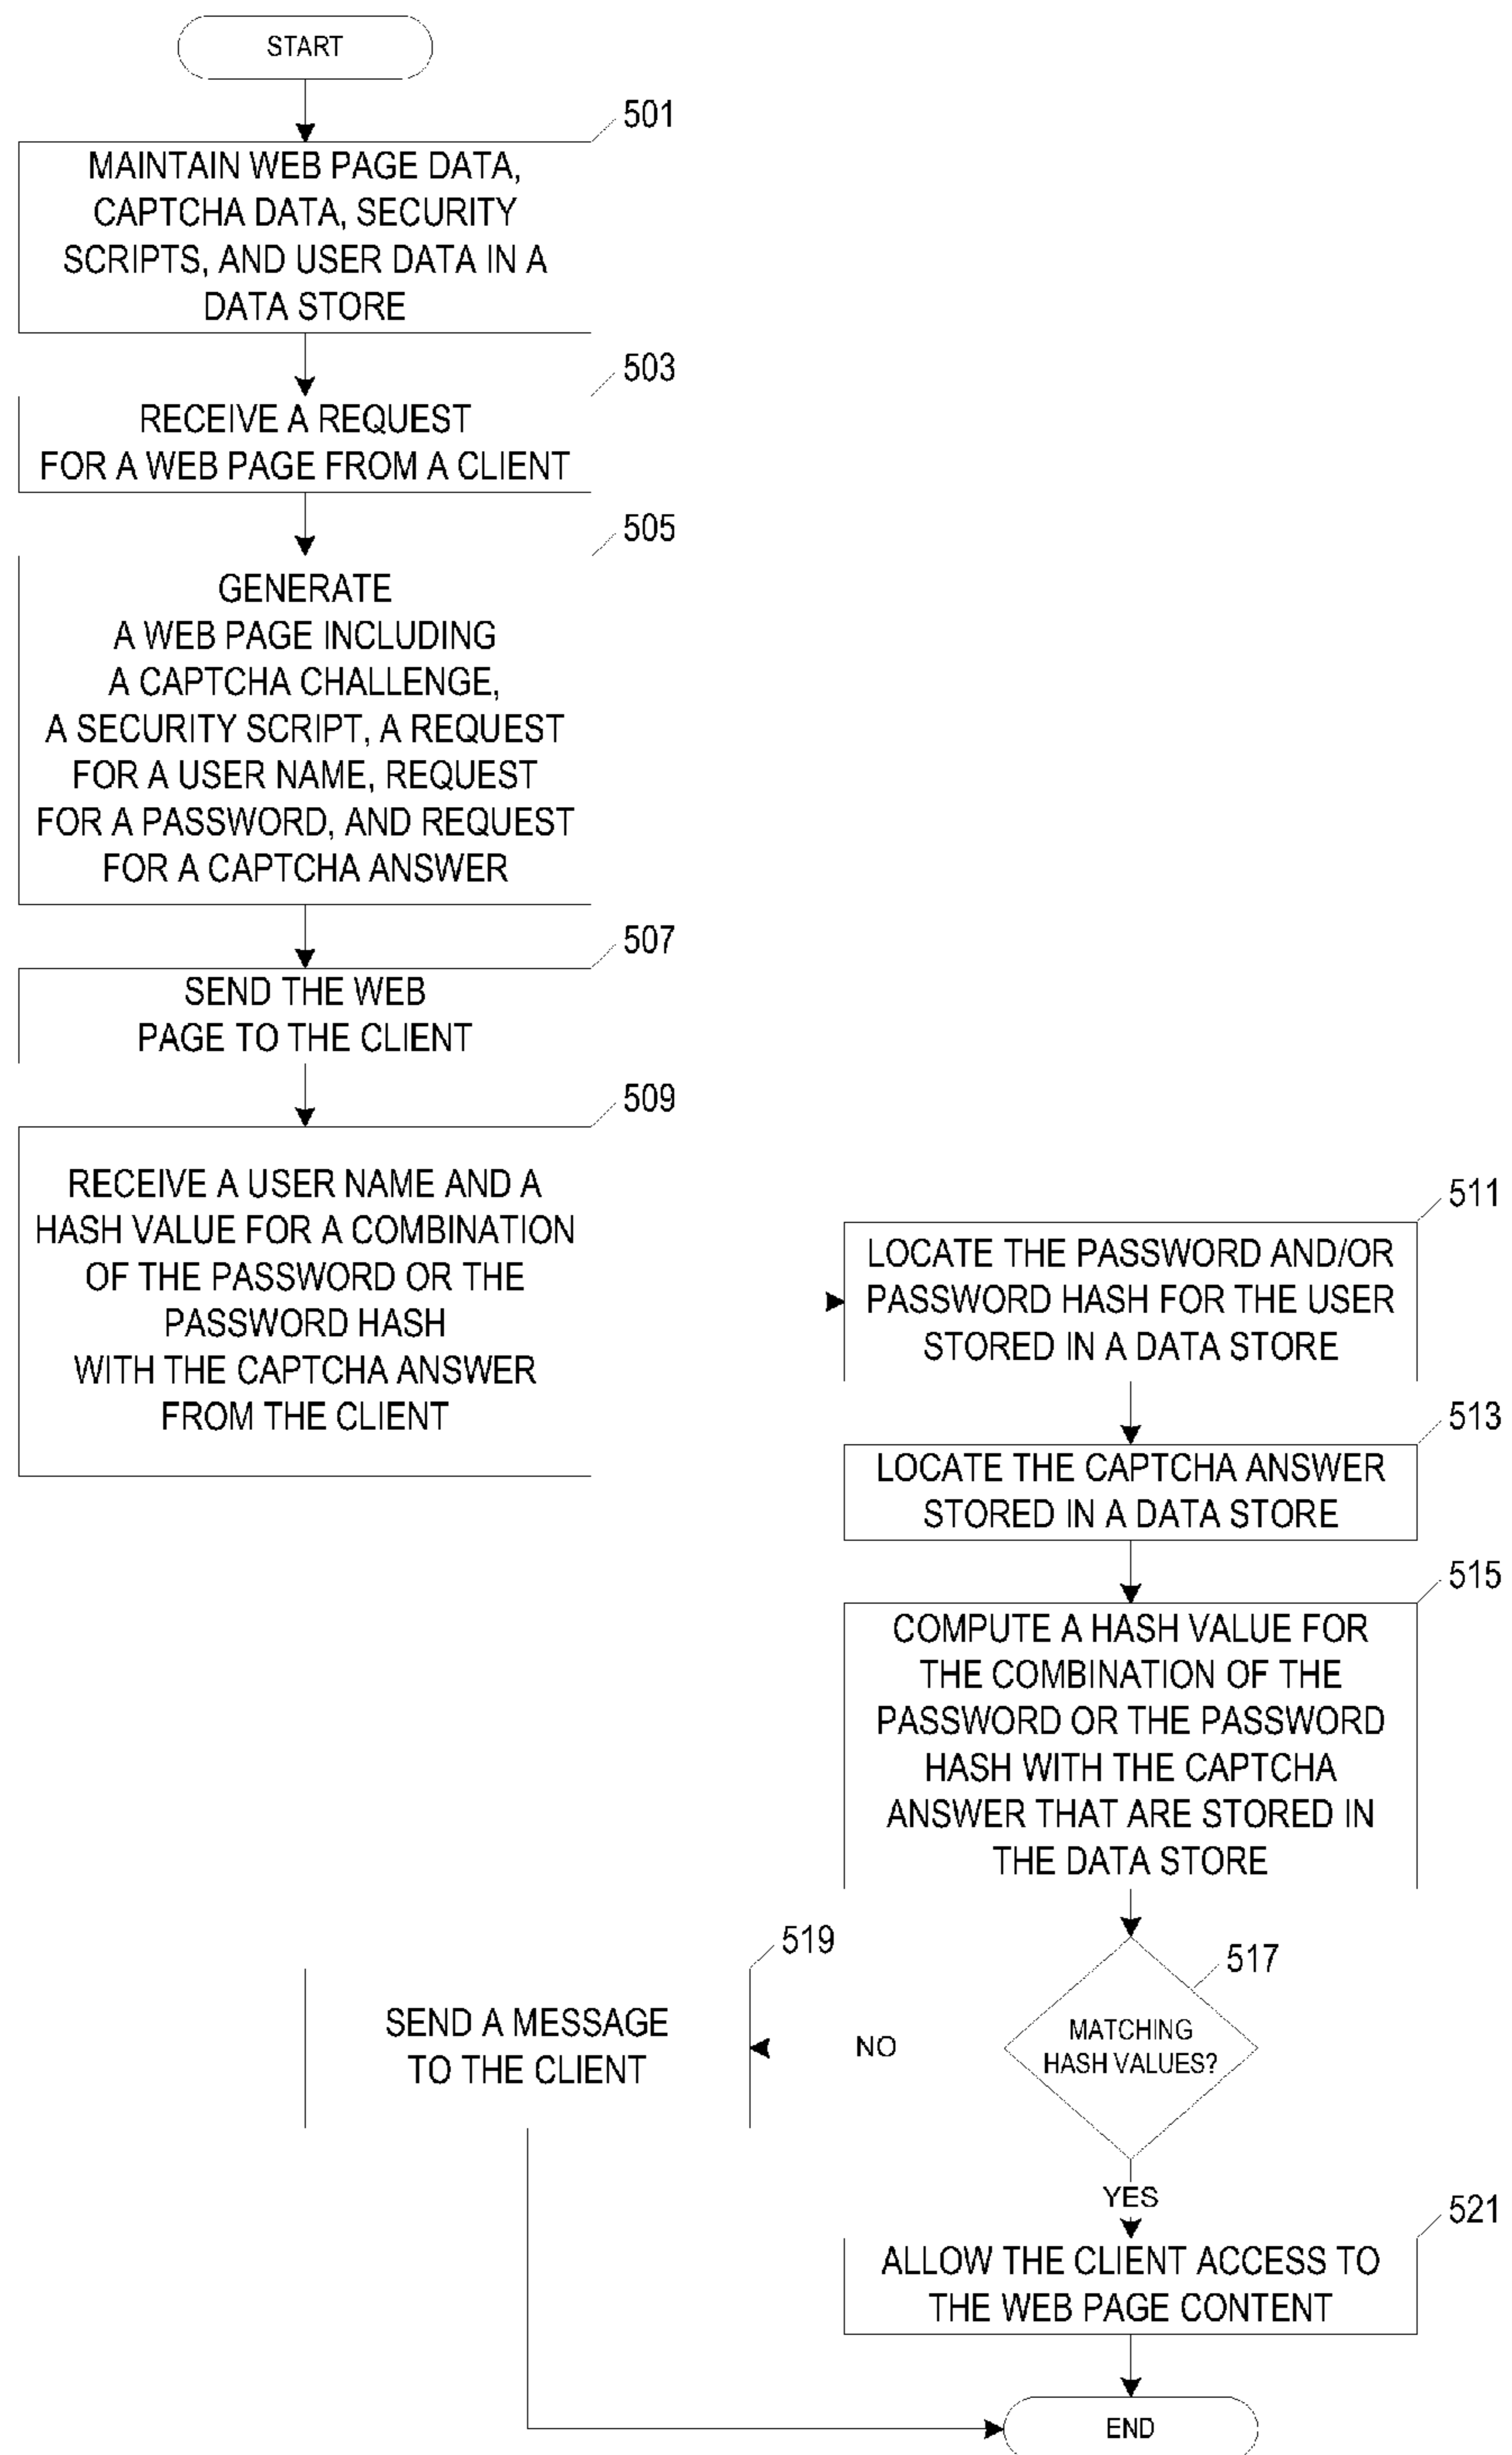 START
501
MAINTAIN WEB PAGE DATA,
CAPTCHA DATA, SECURITY
SCRIPTS, AND USER DATA IN A
DATA STORE
503
RECEIVE A REQUEST
FOR A WEB PAGE FROM A CLIENT
505
GENERATE
A WEB PAGE INCLUDING
A CAPTCHA CHALLENGE,
A SECURITY SCRIPT, A REQUEST
FOR A USER NAME, REQUEST
FOR A PASSWORD, AND REQUEST
FOR A CAPTCHA ANSWER
507
SEND THE WEB
PAGE TO THE CLIENT
509
RECEIVE A USER NAME AND A
HASH VALUE FOR A COMBINATION
OF THE PASSWORD OR THE
PASSWORD HASH
WITH THE CAPTCHA ANSWER
FROM THE CLIENT
511
LOCATE THE PASSWORD AND/OR
PASSWORD HASH FOR THE USER
STORED IN A DATA STORE
513
LOCATE THE CAPTCHA ANSWER
STORED IN A DATA STORE
515
COMPUTE A HASH VALUE FOR
THE COMBINATION OF THE
PASSWORD OR THE PASSWORD
HASH WITH THE CAPTCHA
ANSWER THAT ARE STORED IN
THE DATA STORE
517
MATCHING
HASH VALUES?
NO
519
SEND A MESSAGE
TO THE CLIENT
YES
521
ALLOW THE CLIENT ACCESS TO
THE WEB PAGE CONTENT
END